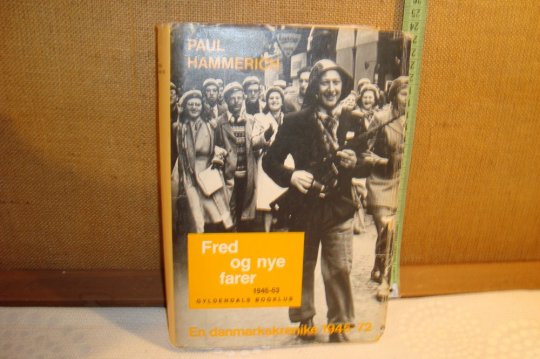 PAUL
HAMMERICH
Fred
og nye
farer
1945-53
GYLDENDALS BOGKLUB
En danmarkskrønike 1945-72